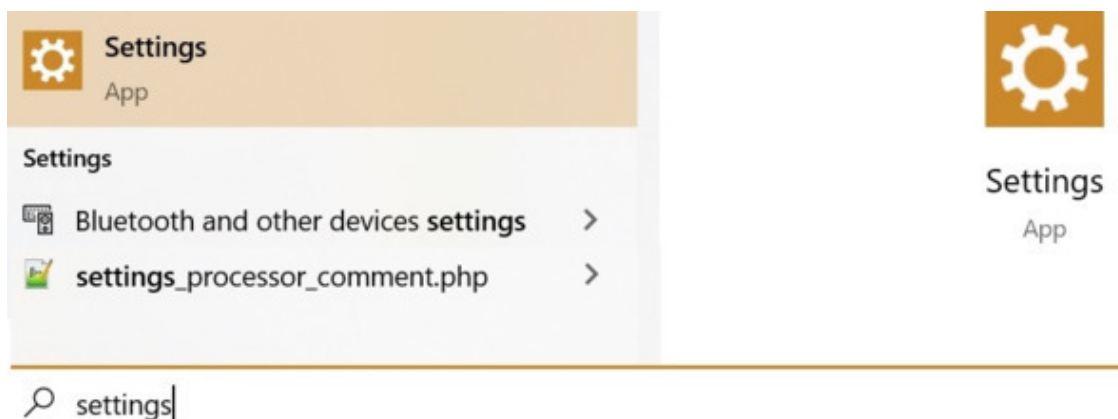 Settings
App
Settings
Bluetooth and other devices settings
settings_processor_comment.php
Settings
App
settings